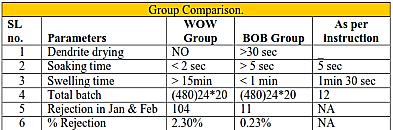 Group Comparison.
SL no. Parameters WOW Group BOB Group As per Instruction
1 Dendrite drying NO >30 sec
2 Soaking time < 2 sec > 5 sec 5 sec
3 Swelling time > 15min < 1 min 1min 30 sec
4 Total batch (480)24*20 (480)24*20 12
5 Rejection in Jan & Feb 104 11 NA
6 % Rejection 2.30% 0.23% NA